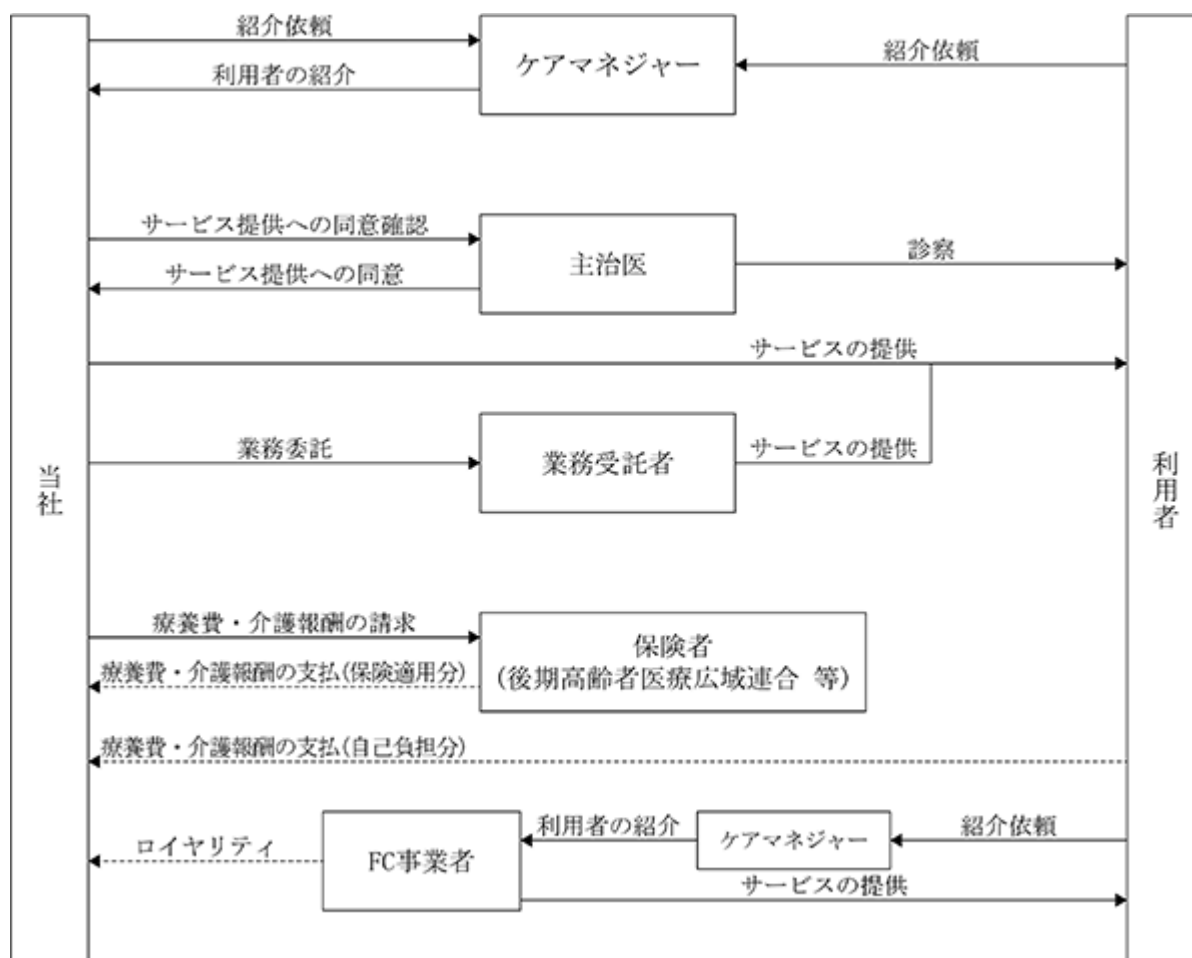 紹介依頼
ケアマネジャー
紹介依頼
利用者の紹介
サービス提供への同意確認
主治医
診察
サービス提供への同意
サービスの提供
業務委託
業務受託者
サービスの提供
当社
利用者
療養費・介護報酬の請求
保険者
(後期高齢者医療広域連合 等)
療養費・介護報酬の支払(保険適用分)
療養費・介護報酬の支払(自己負担分)
利用者の紹介
ケアマネジャー
紹介依頼
ロイヤリティ
FC事業者
サービスの提供